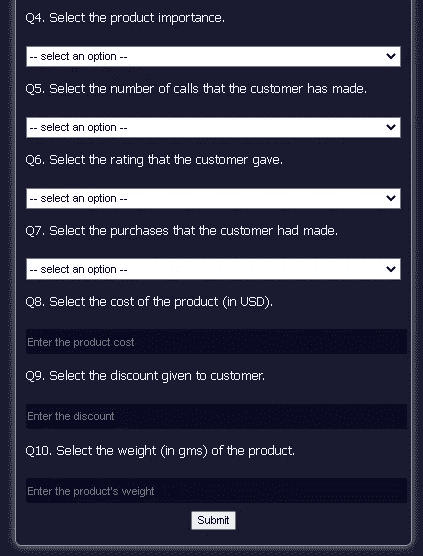 Q4. Select the product importance.
-- select an option --
Q5. Select the number of calls that the customer has made.
-- select an option --
Q6. Select the rating that the customer gave.
-- select an option --
Q7. Select the purchases that the customer had made.
-- select an option --
Q8. Select the cost of the product (in USD).
Enter the product cost
Q9. Select the discount given to customer.
Enter the discount
Q10. Select the weight (in gms) of the product.
Enter the product's weight
Submit